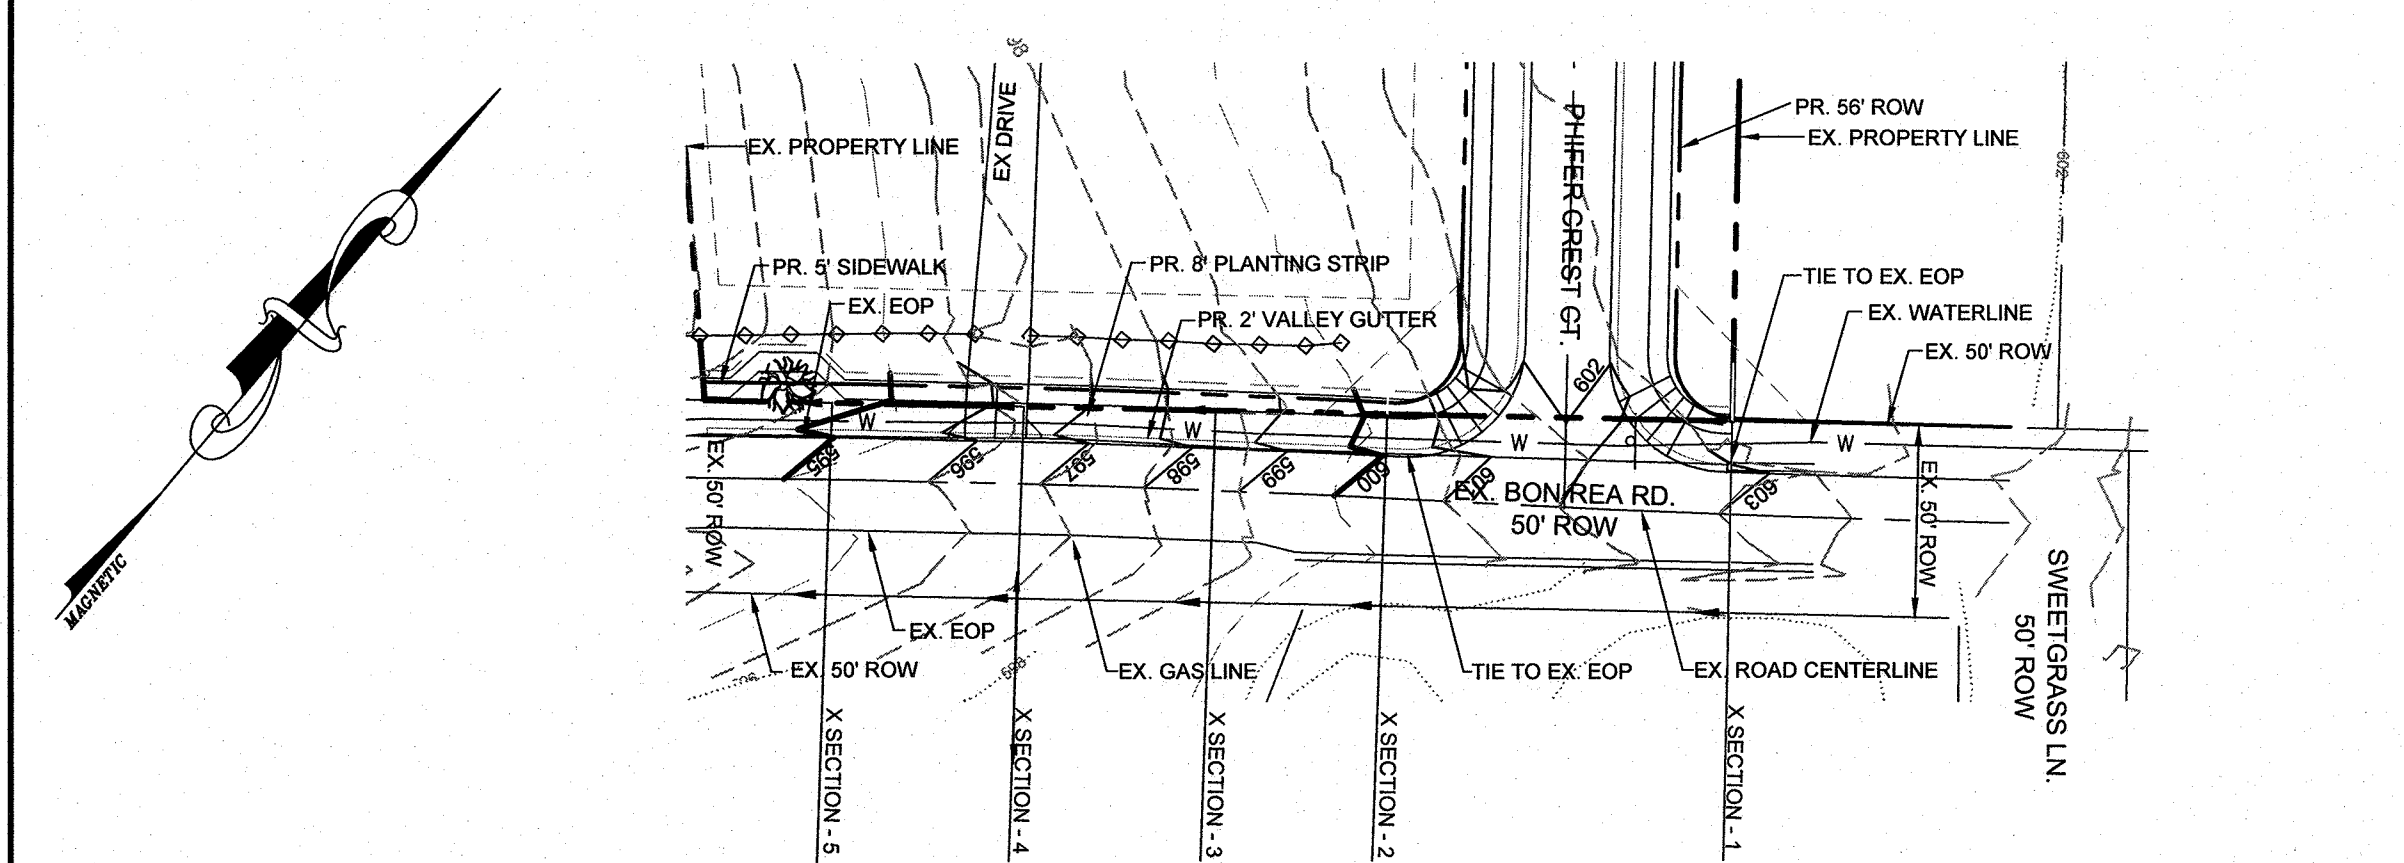 98
EX DRIVE
PR. 56' ROW
EX. PROPERTY LINE
EX. PROPERTY LINE
PHIFER CREST CT.
602
PR. 5' SIDEWALK
PR. 8' PLANTING STRIP
TIE TO EX. EOP
EX. EOP
EX. WATERLINE
PR. 2' VALLEY GUTTER
EX. 50' ROW
602
W
W
W
W
595
596
597
598
599
600
601
603
EX. 50' ROW
EX. BON REA RD.
50' ROW
EX. 50' ROW
MAGNETIC
SWEETGRASS LN.
50' ROW
EX. EOP
EX. 50' ROW
EX. GAS LINE
TIE TO EX. EOP
EX. ROAD CENTERLINE
X SECTION - 5
X SECTION - 4
X SECTION - 3
X SECTION - 2
X SECTION - 1